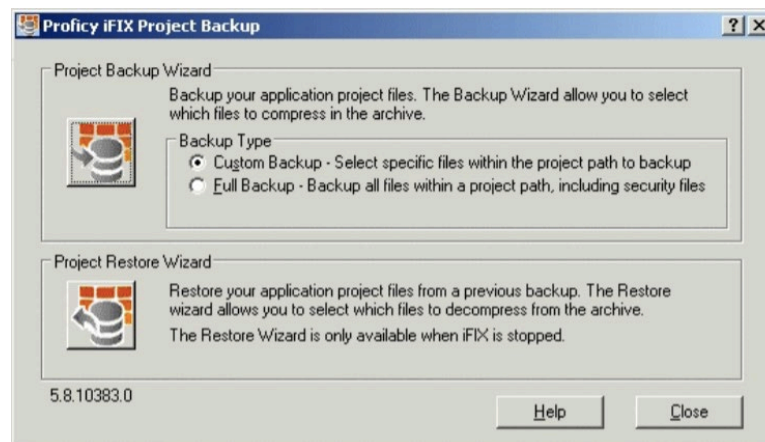 Proficy iFIX Project Backup
Project Backup Wizard
Backup your application project files. The Backup Wizard allow you to select
which files to compress in the archive.
Backup Type
Custom Backup - Select specific files within the project path to backup
Full Backup - Backup all files within a project path, including security files
Project Restore Wizard
Restore your application project files from a previous backup. The Restore
wizard allows you to select which files to decompress from the archive.
The Restore Wizard is only available when iFIX is stopped.
5.8.10383.0
Help
Close